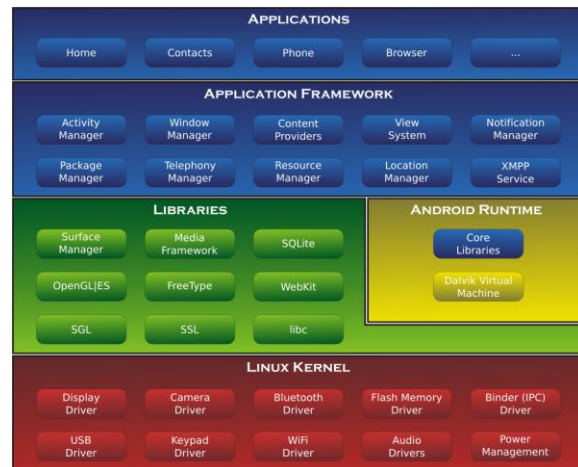 APPLICATIONS
Home
Contacts
Phone
Browser
...
APPLICATION FRAMEWORK
Activity
Manager
Window
Manager
Content
Providers
View
System
Notification
Manager
Package
Manager
Telephony
Manager
Resource
Manager
Location
Manager
XMPP
Service
LIBRARIES
Surface
Manager
Media
Framework
SQLite
OpenGL|ES
FreeType
WebKit
SGL
SSL
libc
ANDROID RUNTIME
Core
Libraries
Dalvik Virtual
Machine
LINUX KERNEL
Display
Driver
Camera
Driver
Bluetooth
Driver
Flash Memory
Driver
Binder (IPC)
Driver
USB
Driver
Keypad
Driver
WiFi
Driver
Audio
Drivers
Power
Management